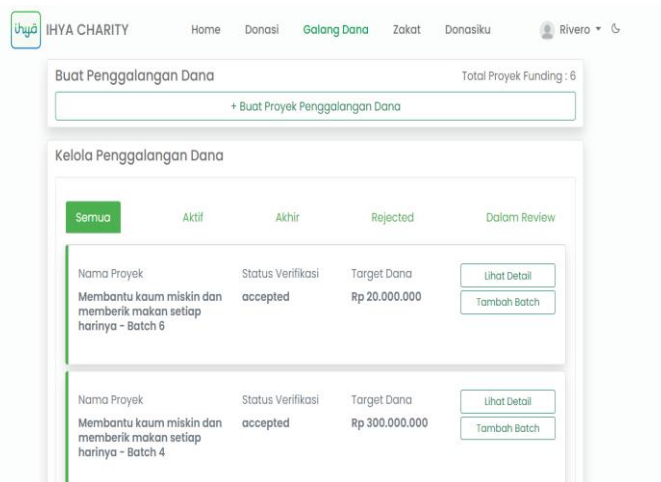 ihyā IHYA CHARITY Home Donasi Galang Dana Zakat Donasiku Rivero
Buat Penggalangan Dana Total Proyek Funding : 6
+ Buat Proyek Penggalangan Dana
Kelola Penggalangan Dana
Semua Aktif Akhir Rejected Dalam Review
Nama Proyek Status Verifikasi Target Dana Lihat Detail
Membantu kaum miskin dan accepted Rp 20.000.000 Tambah Batch
memberik makan setiap
harinya - Batch 6
Nama Proyek Status Verifikasi Target Dana Lihat Detail
Membantu kaum miskin dan accepted Rp 300.000.000 Tambah Batch
memberik makan setiap
harinya - Batch 4